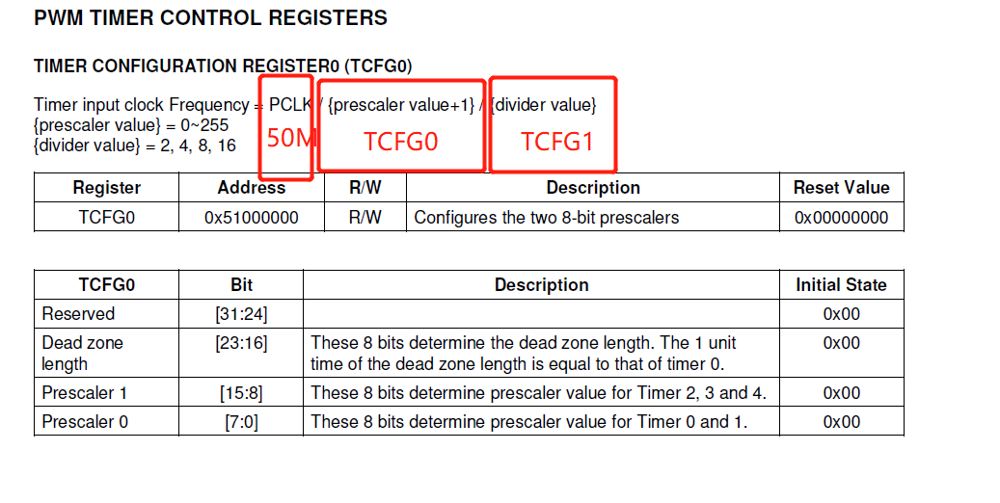 PWM TIMER CONTROL REGISTERS
TIMER CONFIGURATION REGISTER0 (TCFG0)
Timer input clock Frequency = PCLK / {prescaler value+1} / {divider value}
{prescaler value} = 0~255
{divider value} = 2, 4, 8, 16
50M TCFG0 TCFG1
Register Address R/W Description Reset Value
TCFG0 0x51000000 R/W Configures the two 8-bit prescalers 0x00000000
TCFG0 Bit Description Initial State
Reserved [31:24] 0x00
Dead zone length [23:16] These 8 bits determine the dead zone length. The 1 unit 0x00
time of the dead zone length is equal to that of timer 0.
Prescaler 1 [15:8] These 8 bits determine prescaler value for Timer 2, 3 and 4. 0x00
Prescaler 0 [7:0] These 8 bits determine prescaler value for Timer 0 and 1. 0x00